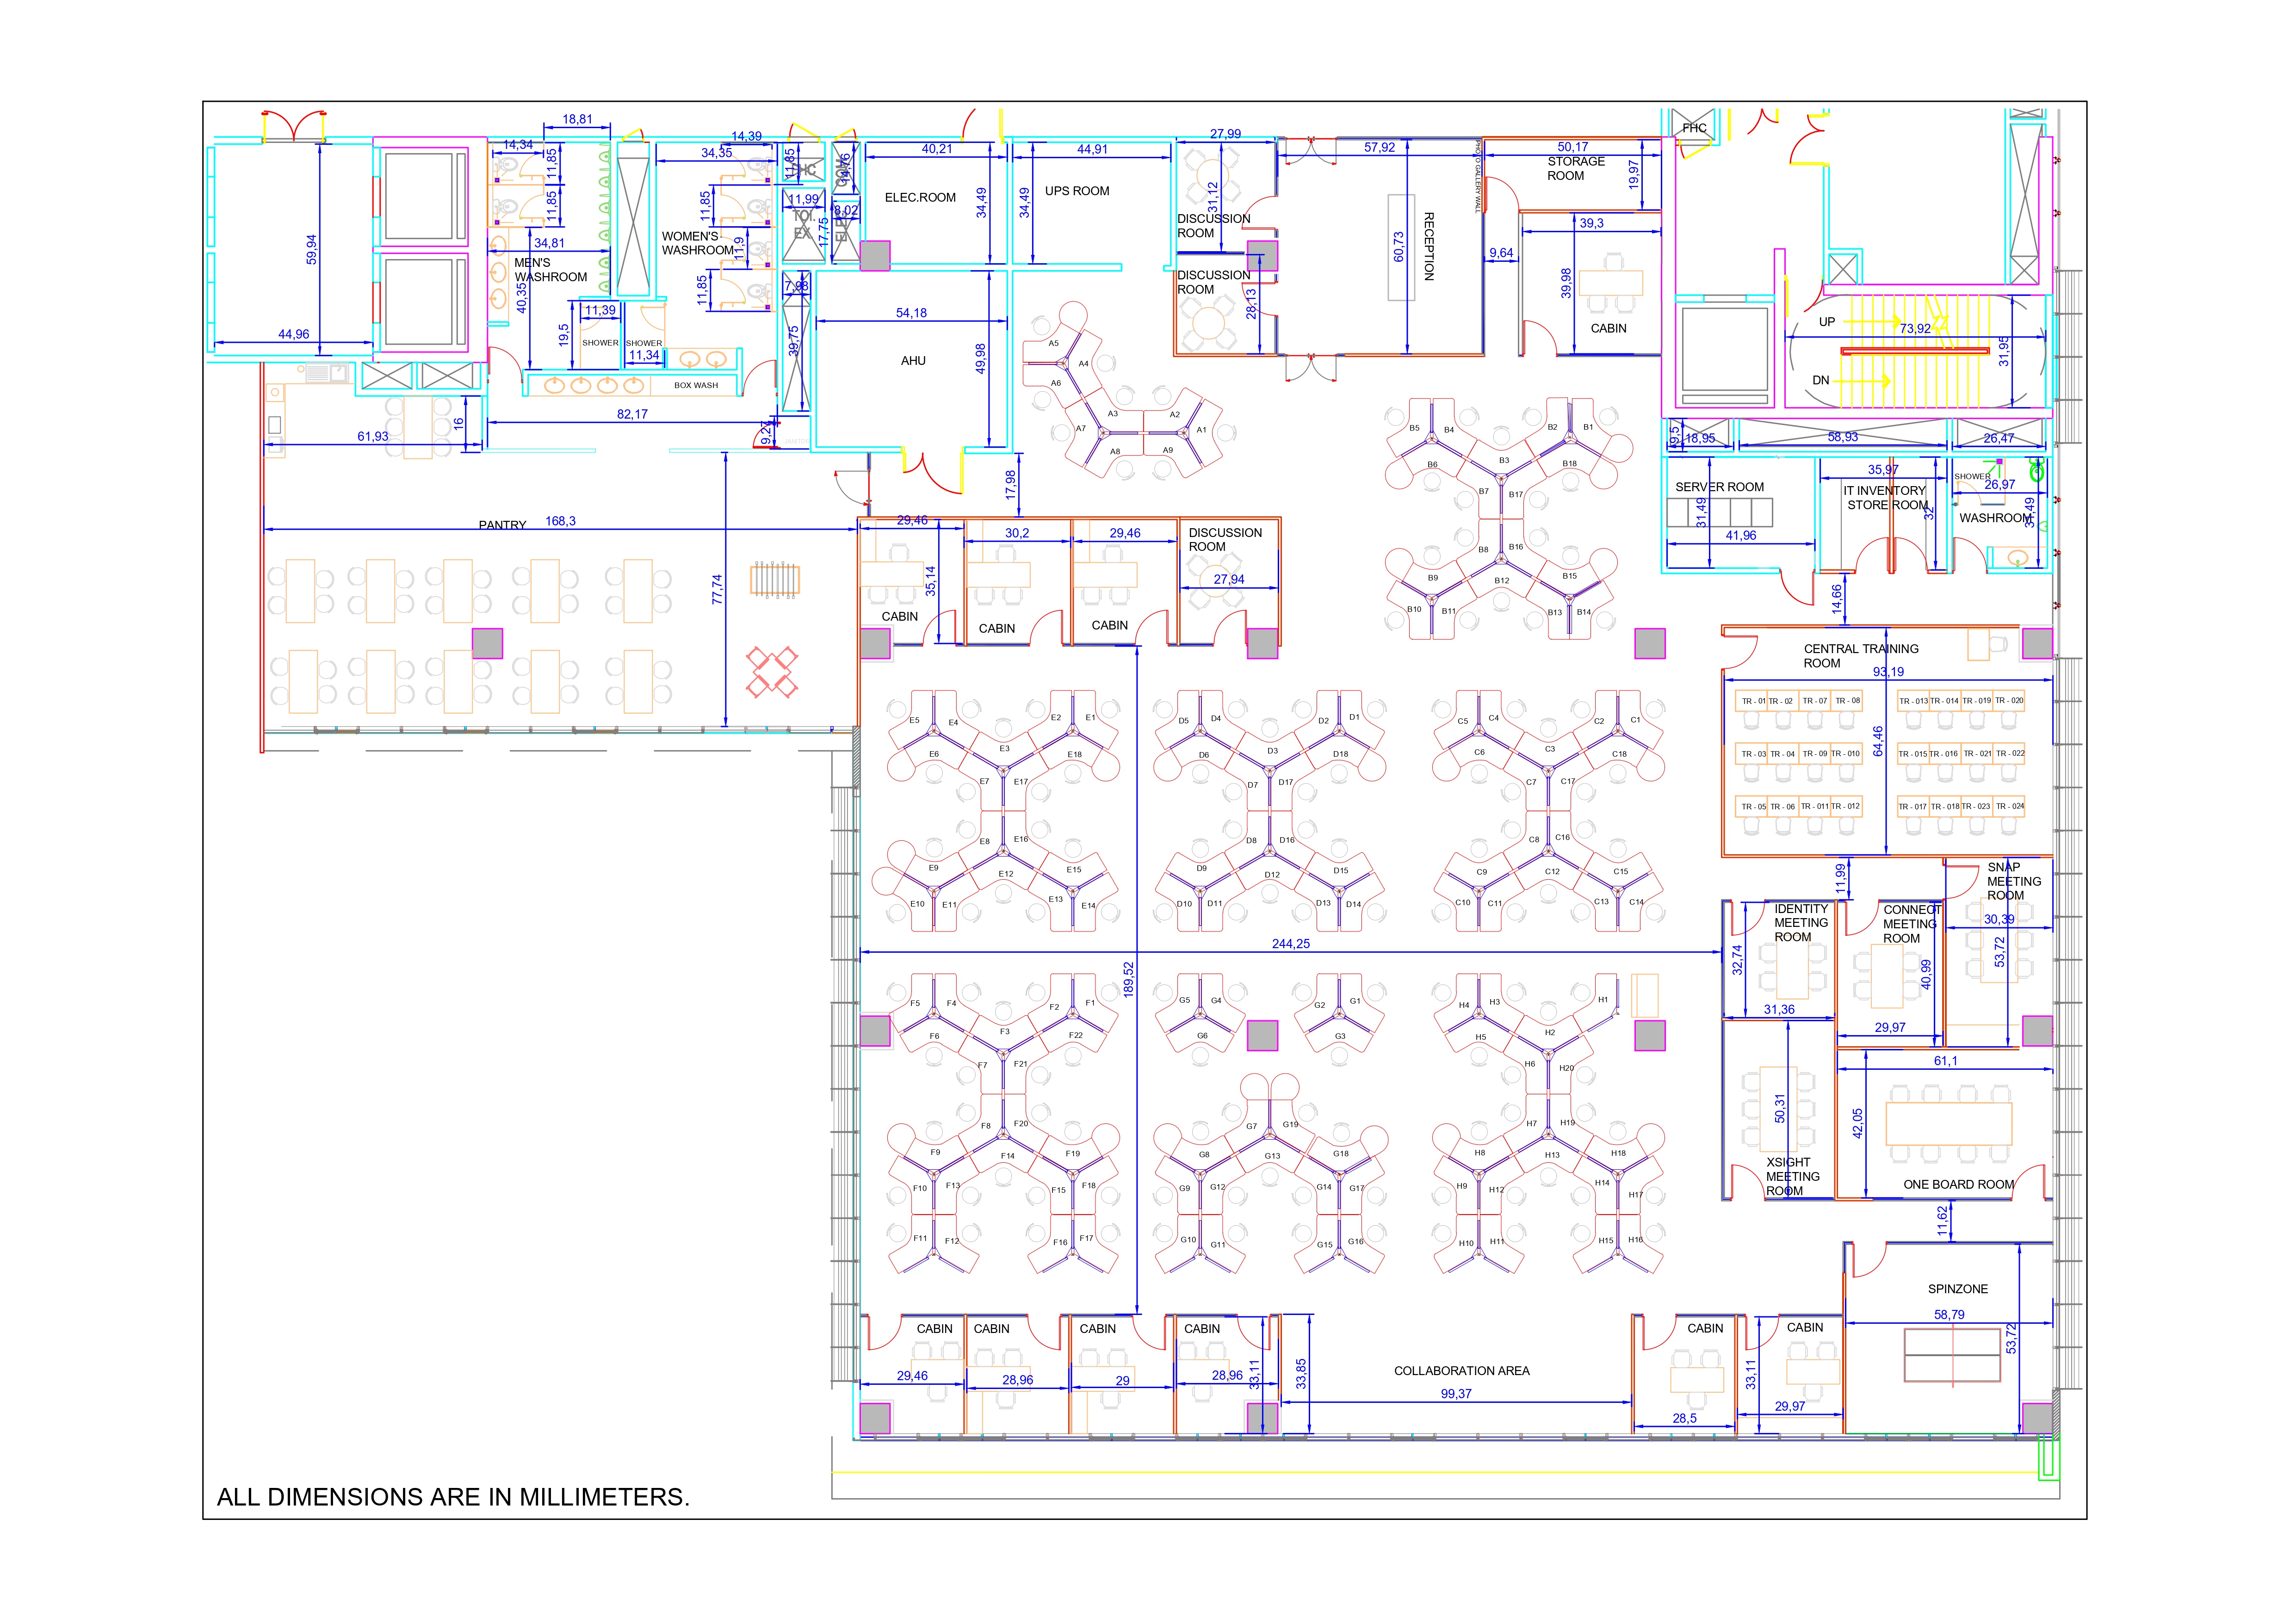 18,81
14,39
27,99
FHC
14,34
11,85
34,35
11,85
14,76
40,21
44,91
57,92
PHOTO GALLERY WALL
50,17
STORAGE
ROOM
19,97
59,94
11,85
11,85
11,99
TOI.
EX.
8,02
17,75
ELEC.ROOM
34,49
34,49
UPS ROOM
31,12
DISCUSSION
ROOM
60,73
RECEPTION
39,3
34,81
WOMEN'S
WASHROOM
11,9
9,64
MEN'S
WASHROOM
40,35
11,85
7,98
DISCUSSION
ROOM
28,13
39,98
CABIN
44,96
19,5
11,39
SHOWER
SHOWER
11,34
39,75
54,18
AHU
49,98
UP
73,92
31,95
DN
BOX WASH
A5
A4
A6
A3
A2
A7
A1
A8
A9
61,93
16
82,17
9,27
JANITOR
B5
B4
B2
B1
B3
B6
B18
B7
B17
B8
B16
B9
B12
B15
B10
B11
B13
B14
9,5
18,95
58,93
26,47
SERVER ROOM
31,49
41,96
35,97
IT INVENTORY
STORE ROOM
32
SHOWER
26,97
WASHROOM
31,49
17,98
PANTRY
168,3
77,74
29,46
30,2
29,46
DISCUSSION
ROOM
27,94
35,14
CABIN
CABIN
CABIN
14,66
CENTRAL TRAINING
ROOM
93,19
64,46
TR - 01
TR - 02
TR - 07
TR - 08
TR - 013
TR - 014
TR - 019
TR - 020
TR - 03
TR - 04
TR - 09
TR - 010
TR - 015
TR - 016
TR - 021
TR - 022
TR - 05
TR - 06
TR - 011
TR - 012
TR - 017
TR - 018
TR - 023
TR - 024
E5
E4
E2
E1
E3
E6
E18
E7
E17
E8
E16
E9
E12
E15
E10
E11
E13
E14
D5
D4
D2
D1
D3
D6
D18
D7
D17
D8
D16
D9
D12
D15
D10
D11
D13
D14
C5
C4
C2
C1
C3
C6
C18
C7
C17
C8
C16
C9
C12
C15
C10
C11
C13
C14
11,99
SNAP
MEETING
ROOM
30,39
53,72
IDENTITY
MEETING
ROOM
32,74
31,36
CONNECT
MEETING
ROOM
40,99
29,97
244,25
189,52
F5
F4
F2
F1
F3
F6
F22
F7
F21
F8
F20
F9
F14
F19
F10
F13
F15
F18
F11
F12
F16
F17
G5
G4
G2
G1
G6
G3
G7
G19
G8
G13
G18
G9
G12
G14
G17
G10
G11
G15
G16
H4
H3
H1
H2
H5
H6
H20
H7
H19
H8
H13
H18
H9
H12
H14
H17
H10
H11
H15
H16
61,1
50,31
42,05
XSIGHT
MEETING
ROOM
ONE BOARD ROOM
11,62
SPINZONE
58,79
53,72
CABIN
CABIN
CABIN
CABIN
29,46
28,96
29
28,96
33,11
33,85
COLLABORATION AREA
99,37
CABIN
CABIN
28,5
33,11
29,97
ALL DIMENSIONS ARE IN MILLIMETERS.